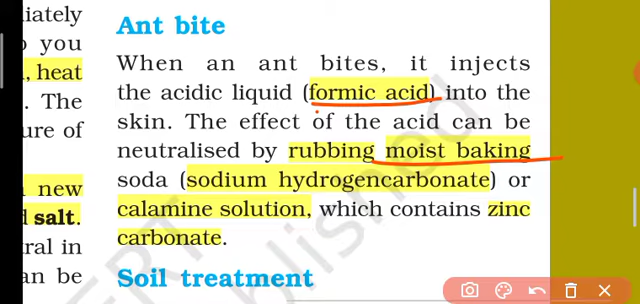 Ant bite
When an ant bites, it injects
the acidic liquid (formic acid) into the
skin. The effect of the acid can be
neutralised by rubbing moist baking
soda (sodium hydrogencarbonate) or
calamine solution, which contains zinc
carbonate.
Soil treatment
iately
you
, heat
. The
ure of
new
salt.
ral in
an be